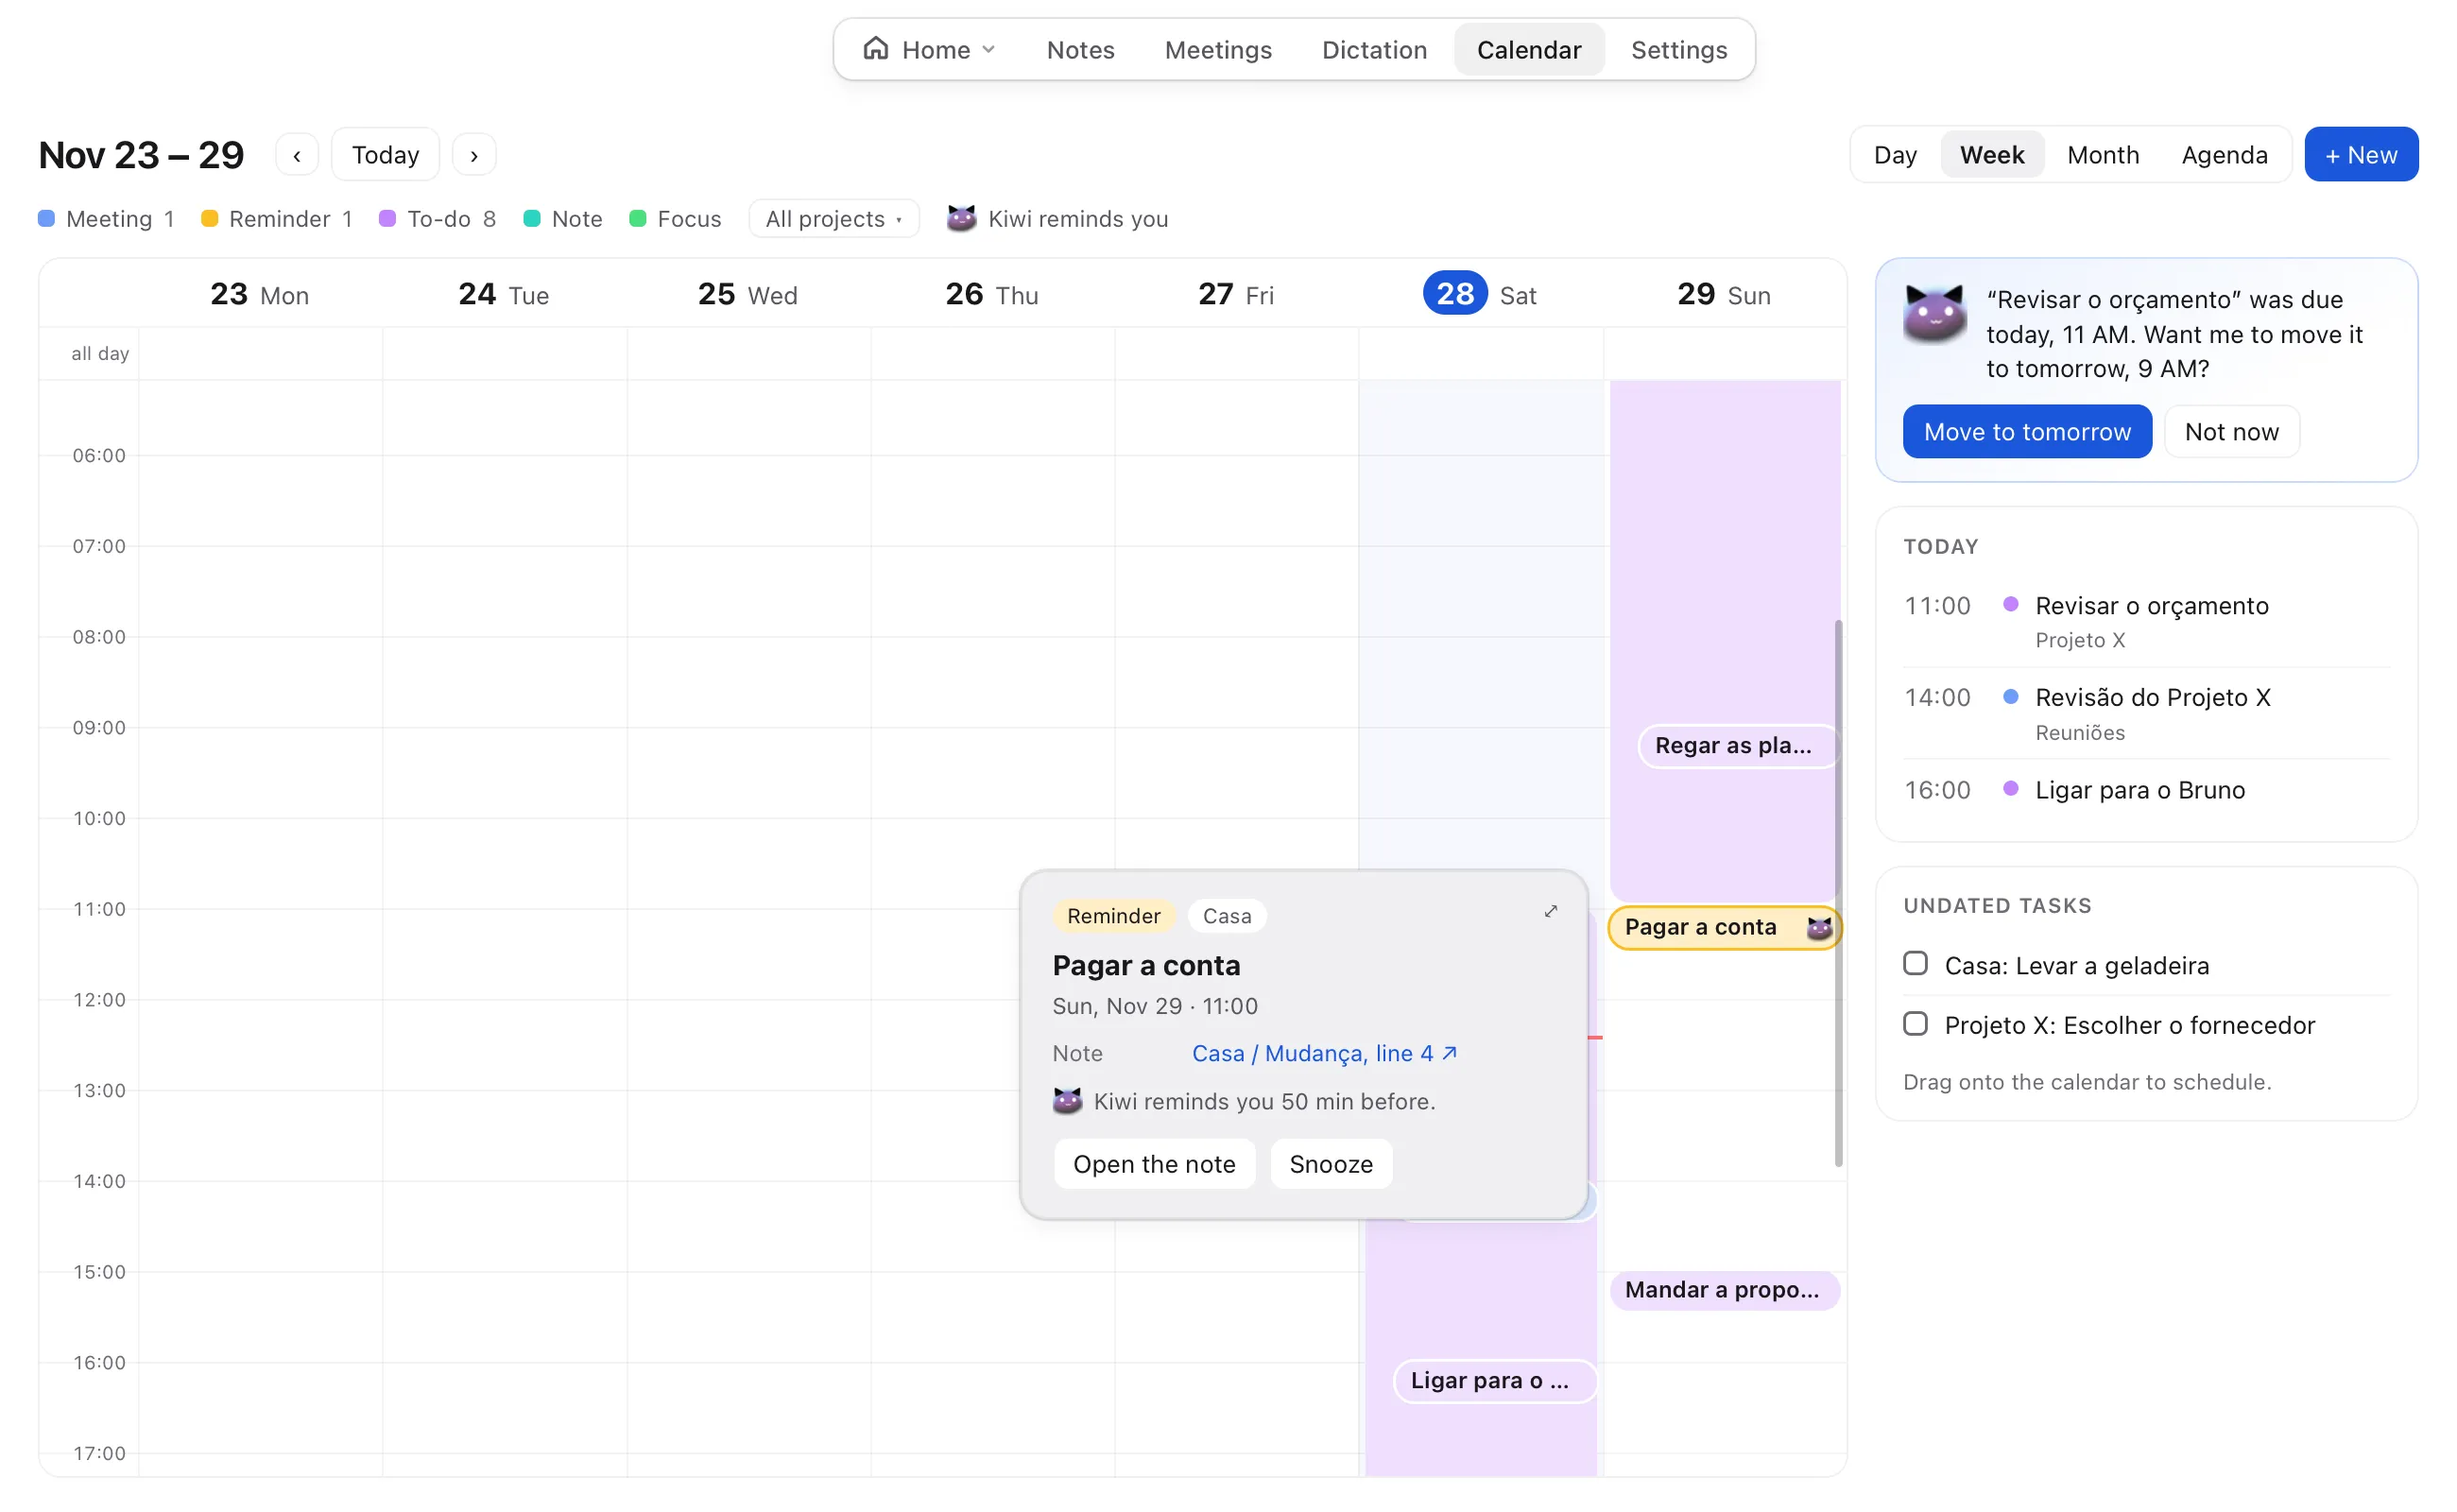 Home Notes Meetings Dictation Calendar Settings
Nov 23 – 29 ‹ Today › Day Week Month Agenda + New
Meeting 1 Reminder 1 To-do 8 Note Focus All projects Kiwi reminds you
23 Mon 24 Tue 25 Wed 26 Thu 27 Fri 28 Sat 29 Sun
all day
06:00
07:00
08:00
09:00
Regar as pla...
10:00
11:00
Pagar a conta
12:00
13:00
14:00
15:00
Mandar a propo...
16:00
Ligar para o ...
17:00
Reminder Casa
Pagar a conta
Sun, Nov 29 · 11:00
Note Casa / Mudança, line 4 ↗
Kiwi reminds you 50 min before.
Open the note Snooze
“Revisar o orçamento” was due
today, 11 AM. Want me to move it
to tomorrow, 9 AM?
Move to tomorrow Not now
TODAY
11:00 Revisar o orçamento
Projeto X
14:00 Revisão do Projeto X
Reuniões
16:00 Ligar para o Bruno
UNDATED TASKS
Casa: Levar a geladeira
Projeto X: Escolher o fornecedor
Drag onto the calendar to schedule.